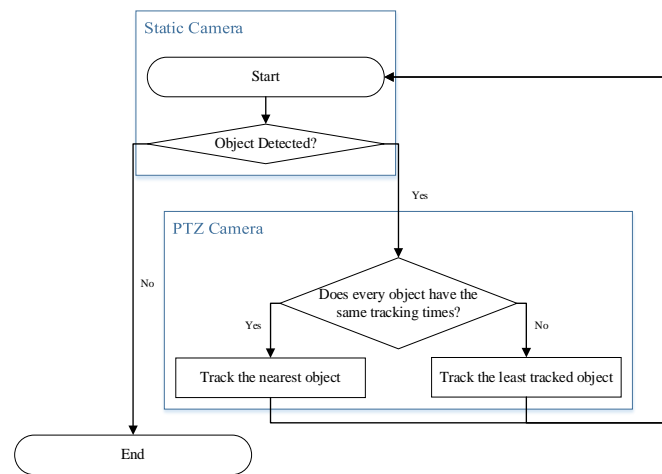 Static Camera
Start
Object Detected?
Yes
PTZ Camera
No
Does every object have the
same tracking times?
Yes
No
Track the nearest object
Track the least tracked object
End